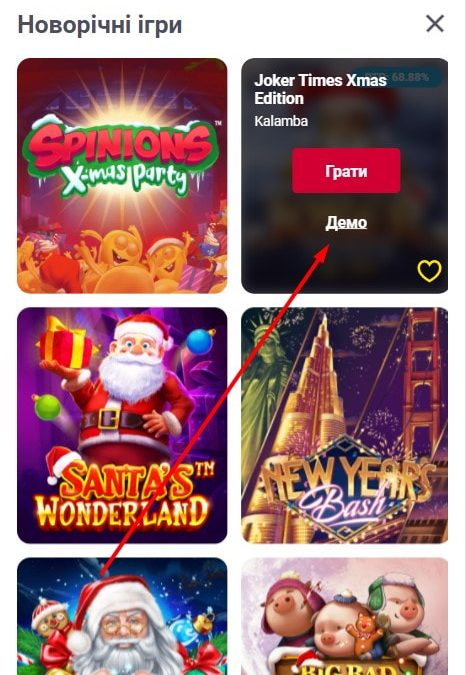 Новорічні ігри
SPINIONS™
X-mas Party
68.88%
Joker Times Xmas
Edition
Kalamba
Грати
Демо
SANTA'S™
WONDERLAND
NEW YEAR'S
Bash
BIG BAD